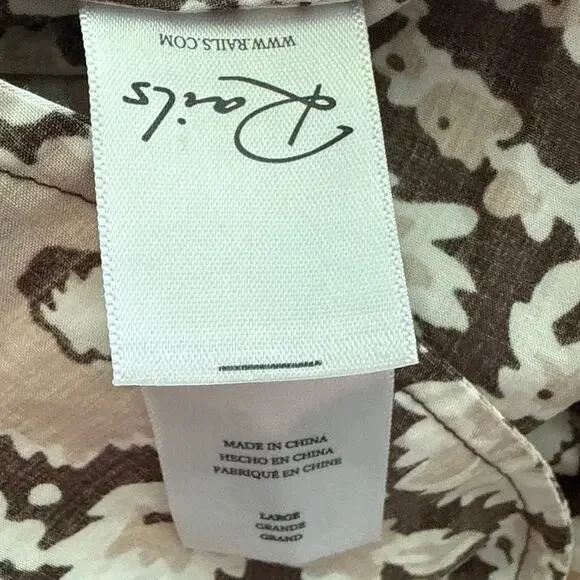 WWW.RAILS.COM
Rails
MADE IN CHINA
HECHO EN CHINA
FABRIQUÉ EN CHINE
LARGE
GRANDE
GRAND